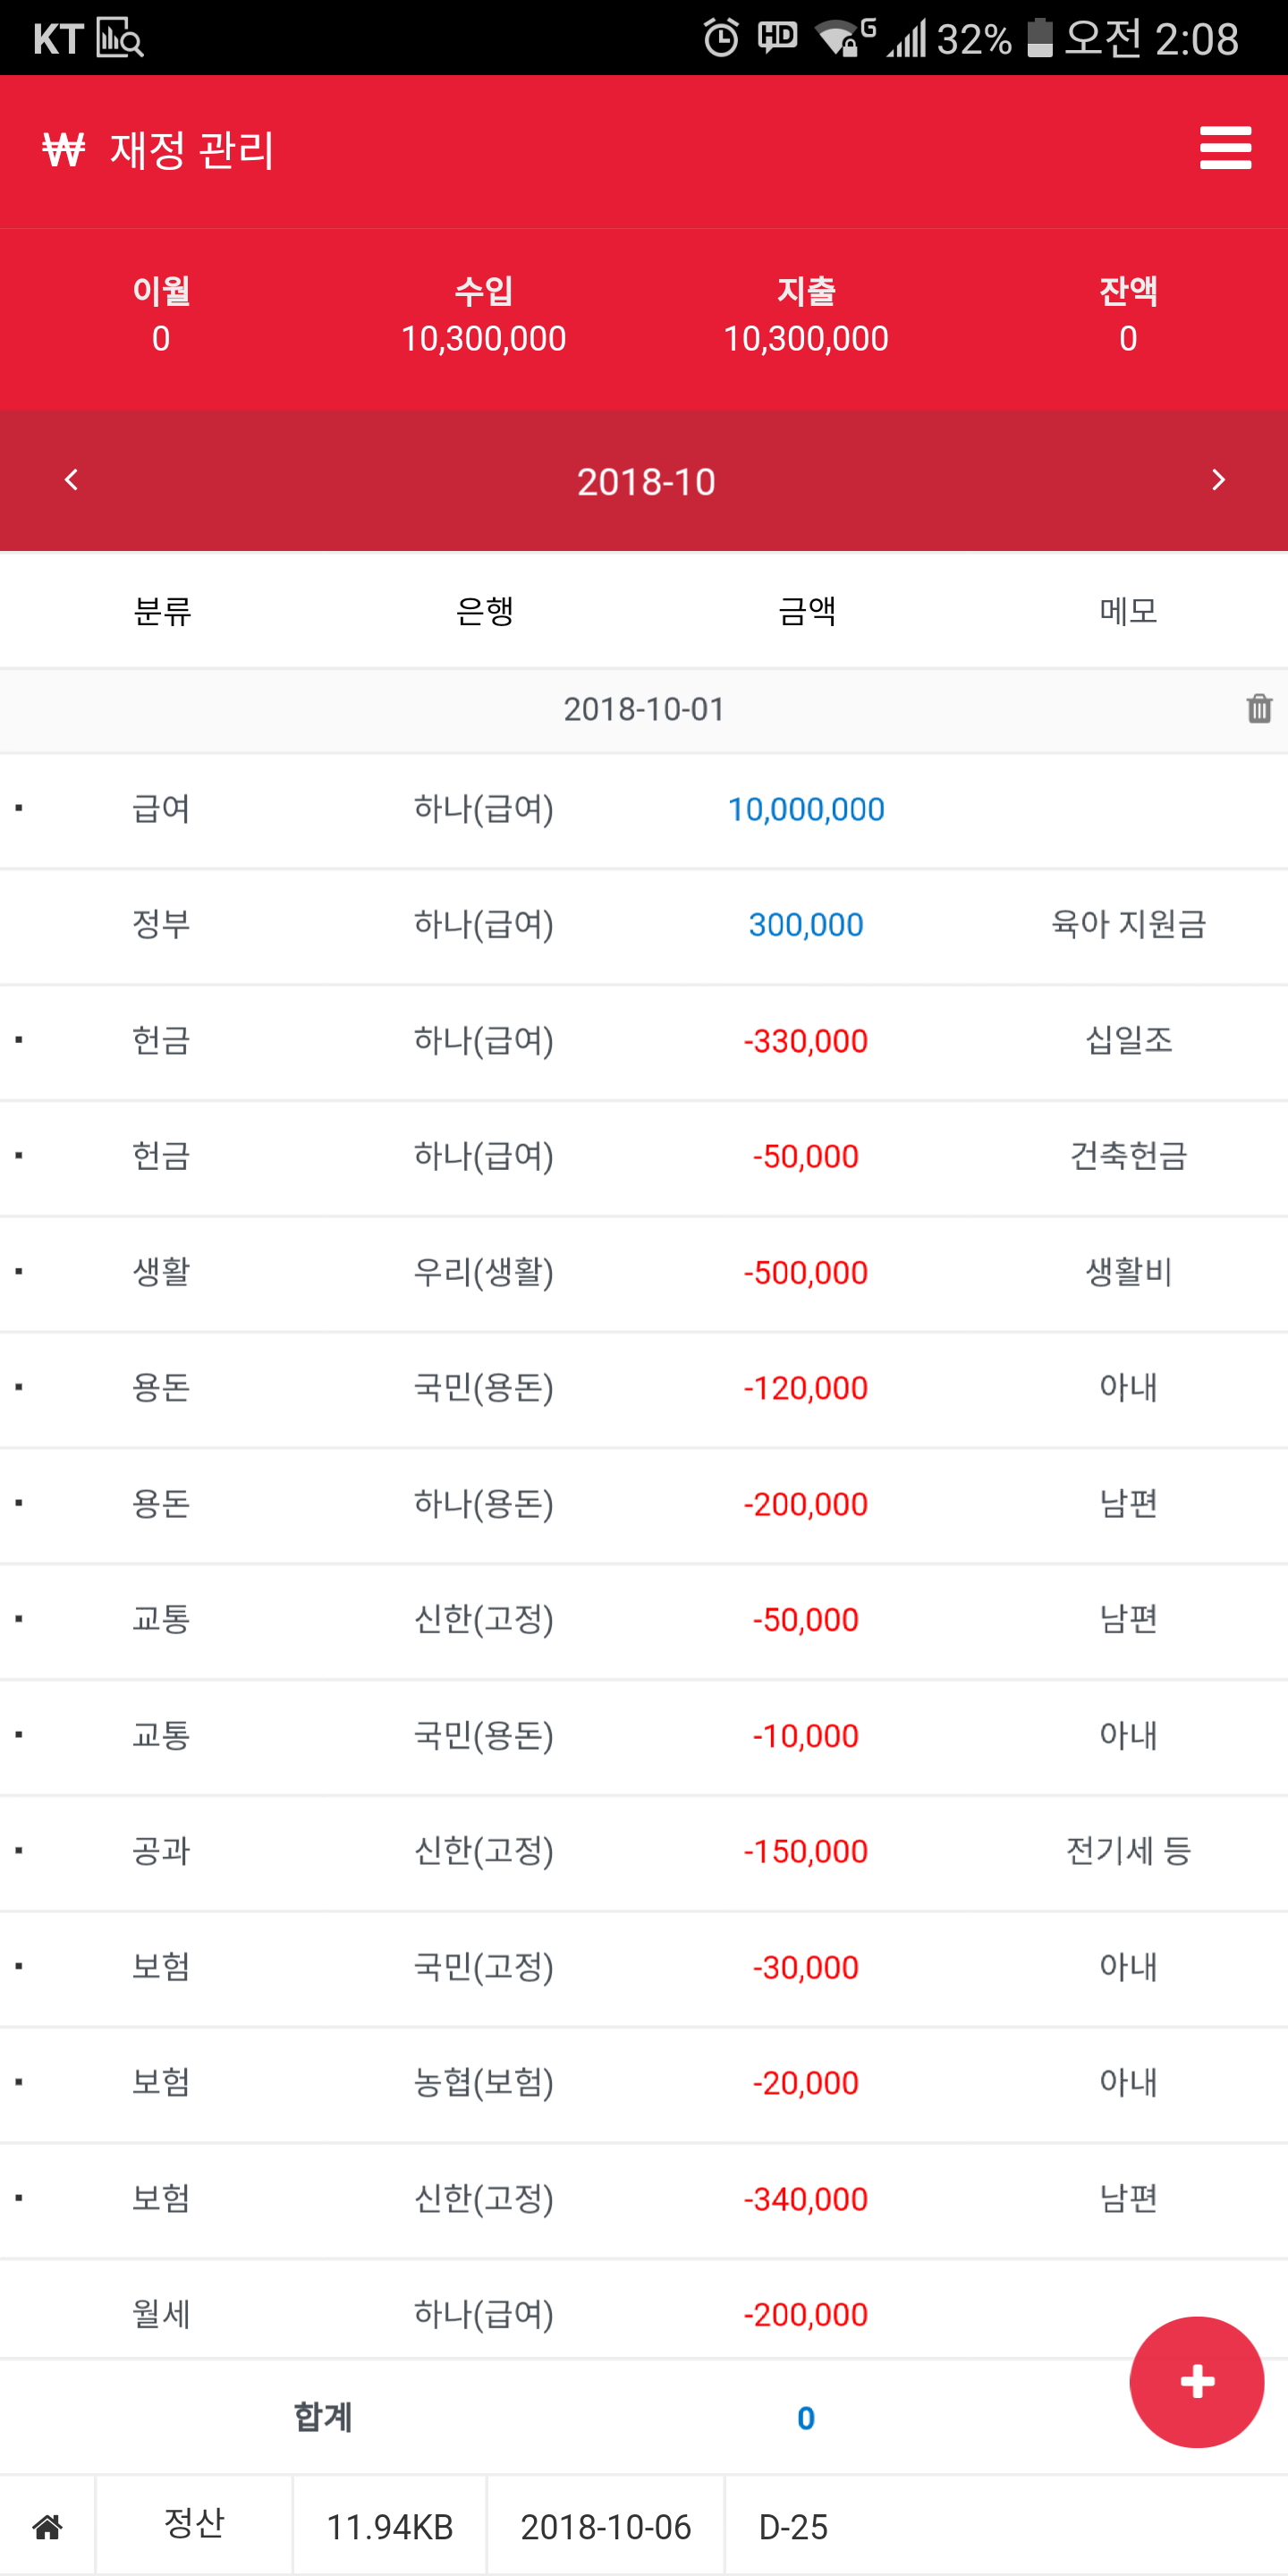 KT HD G 32% 오전 2:08
₩ 재정 관리
이월 수입 지출 잔액
0 10,300,000 10,300,000 0
2018-10
분류 은행 금액 메모
2018-10-01
급여 하나(급여) 10,000,000
정부 하나(급여) 300,000 육아 지원금
헌금 하나(급여) -330,000 십일조
헌금 하나(급여) -50,000 건축헌금
생활 우리(생활) -500,000 생활비
용돈 국민(용돈) -120,000 아내
용돈 하나(용돈) -200,000 남편
교통 신한(고정) -50,000 남편
교통 국민(용돈) -10,000 아내
공과 신한(고정) -150,000 전기세 등
보험 국민(고정) -30,000 아내
보험 농협(보험) -20,000 아내
보험 신한(고정) -340,000 남편
월세 하나(급여) -200,000
합계 0
정산 11.94KB 2018-10-06 D-25